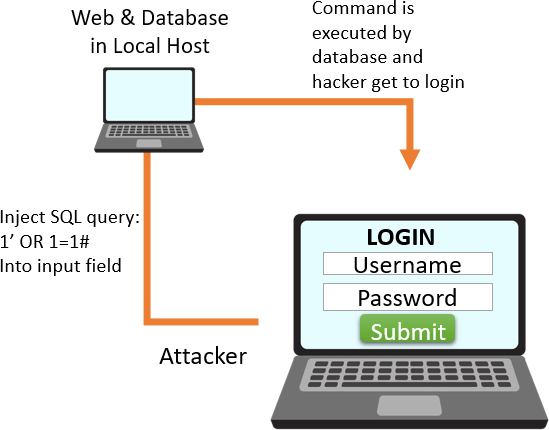 Web & Database
in Local Host
Command is
executed by
database and
hacker get to login
Inject SQL query:
1’ OR 1=1#
Into input field
Attacker
LOGIN
Username
Password
Submit